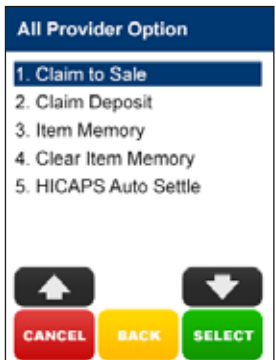 All Provider Option
1. Claim to Sale
2. Claim Deposit
3. Item Memory
4. Clear Item Memory
5. HICAPS Auto Settle
CANCEL BACK SELECT